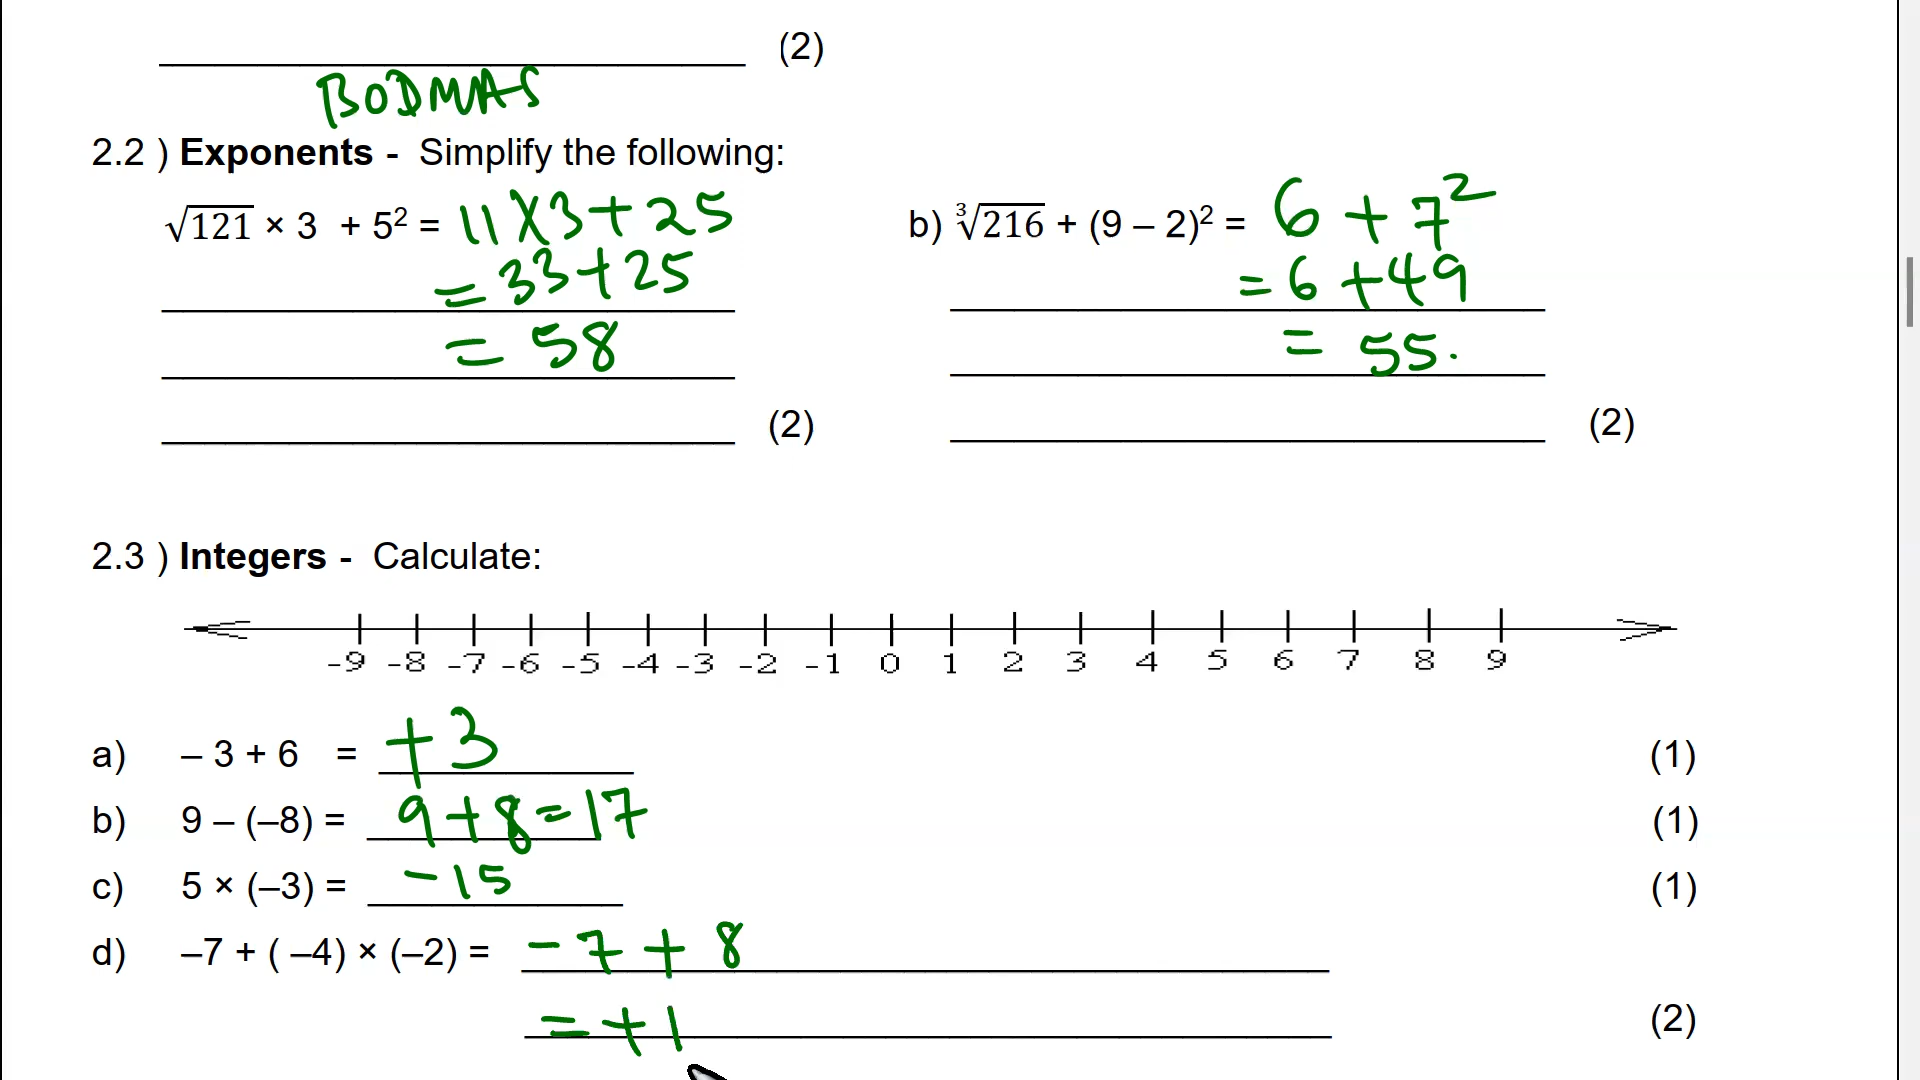 (2)
BODMAS
2.2 ) Exponents - Simplify the following:
√121 × 3 + 5² = 11 × 3 + 25
= 33 + 25
= 58
(2)
b) ∛216 + (9 – 2)² = 6 + 7²
= 6 + 49
= 55.
(2)
2.3 ) Integers - Calculate:
-9 -8 -7 -6 -5 -4 -3 -2 -1 0 1 2 3 4 5 6 7 8 9
a) – 3 + 6 = +3 (1)
b) 9 – (–8) = 9 + 8 = 17 (1)
c) 5 × (–3) = -15 (1)
d) –7 + ( –4) × (–2) = -7 + 8
= +1 (2)